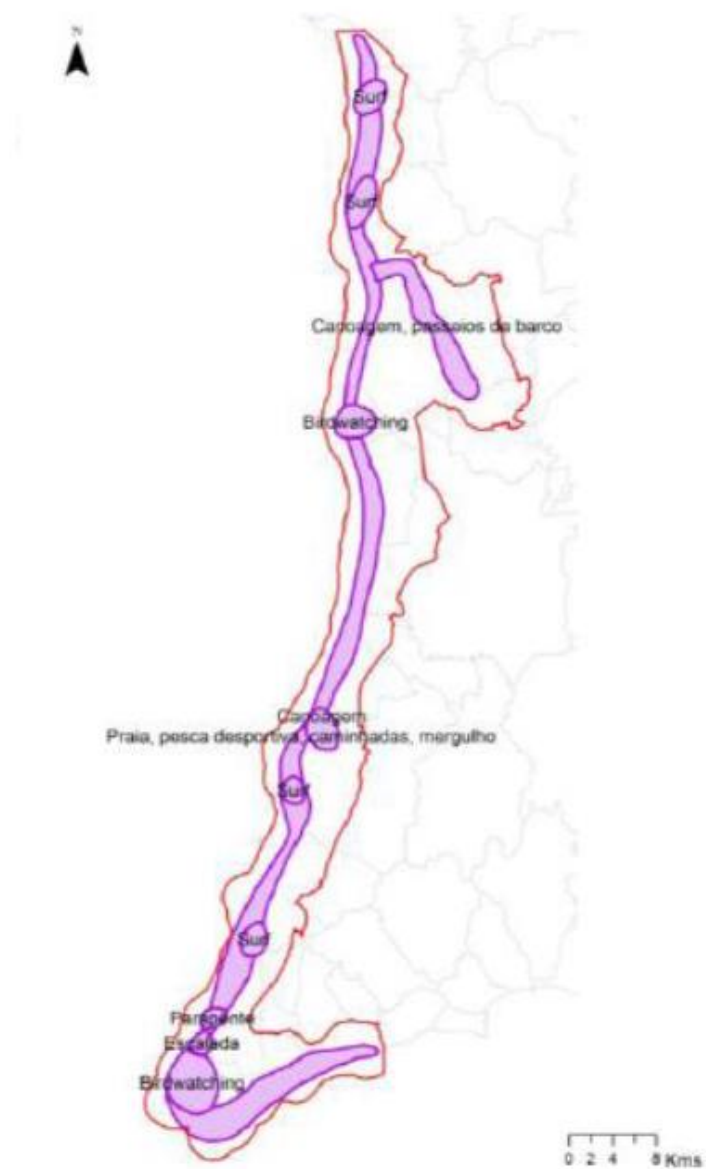 N
Surf
Surf
Canoagem, passeios de barco
Birdwatching
Canoagem
Praia, pesca desportiva, caminhadas, mergulho
Surf
Surf
Parapente
Escalada
Birdwatching
0 2 4 8 Kms